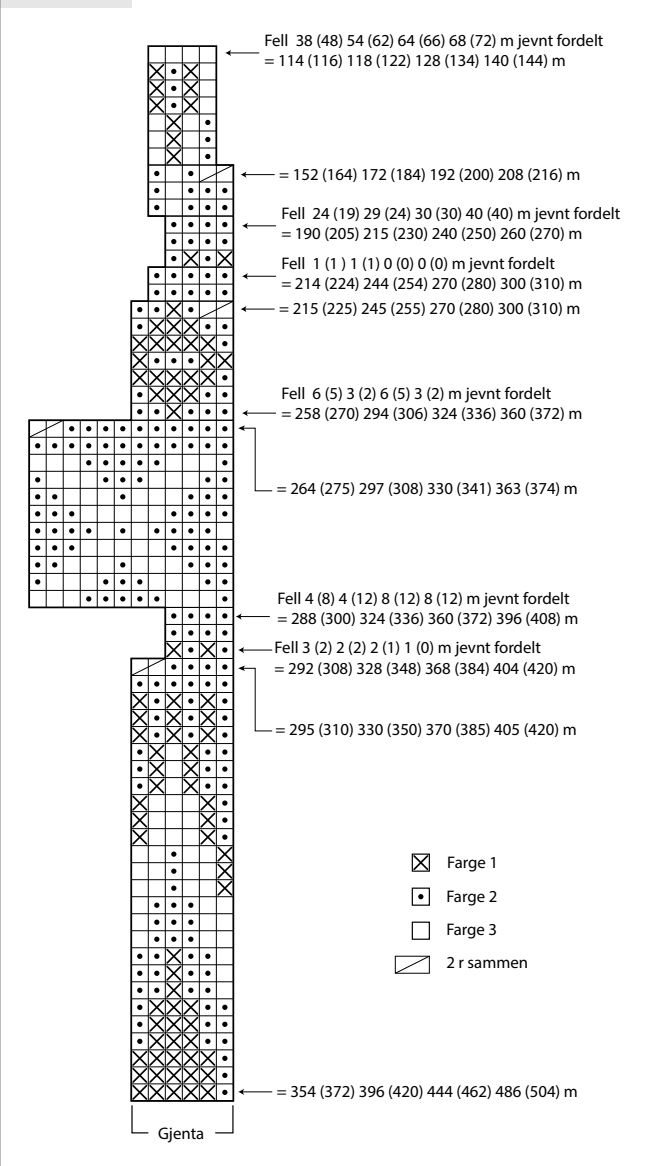 Fell 38 (48) 54 (62) 64 (66) 68 (72) m jevnt fordelt
= 114 (116) 118 (122) 128 (134) 140 (144) m
= 152 (164) 172 (184) 192 (200) 208 (216) m
Fell 24 (19) 29 (24) 30 (30) 40 (40) m jevnt fordelt
= 190 (205) 215 (230) 240 (250) 260 (270) m
Fell 1 (1 ) 1 (1) 0 (0) 0 (0) m jevnt fordelt
= 214 (224) 244 (254) 270 (280) 300 (310) m
= 215 (225) 245 (255) 270 (280) 300 (310) m
Fell 6 (5) 3 (2) 6 (5) 3 (2) m jevnt fordelt
= 258 (270) 294 (306) 324 (336) 360 (372) m
= 264 (275) 297 (308) 330 (341) 363 (374) m
Fell 4 (8) 4 (12) 8 (12) 8 (12) m jevnt fordelt
= 288 (300) 324 (336) 360 (372) 396 (408) m
Fell 3 (2) 2 (2) 2 (1) 1 (0) m jevnt fordelt
= 292 (308) 328 (348) 368 (384) 404 (420) m
= 295 (310) 330 (350) 370 (385) 405 (420) m
Farge 1
Farge 2
Farge 3
2 r sammen
= 354 (372) 396 (420) 444 (462) 486 (504) m
Gjenta